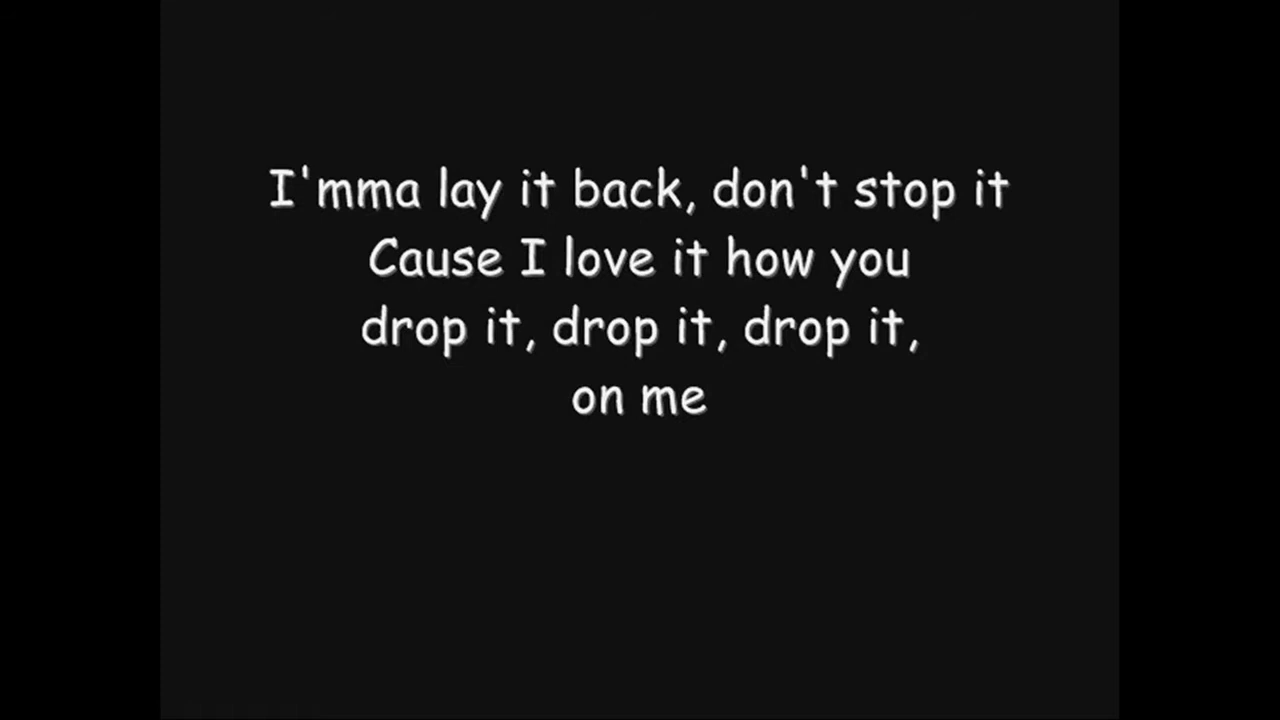 I'mma lay it back, don't stop it
Cause I love it how you
drop it, drop it, drop it,
on me